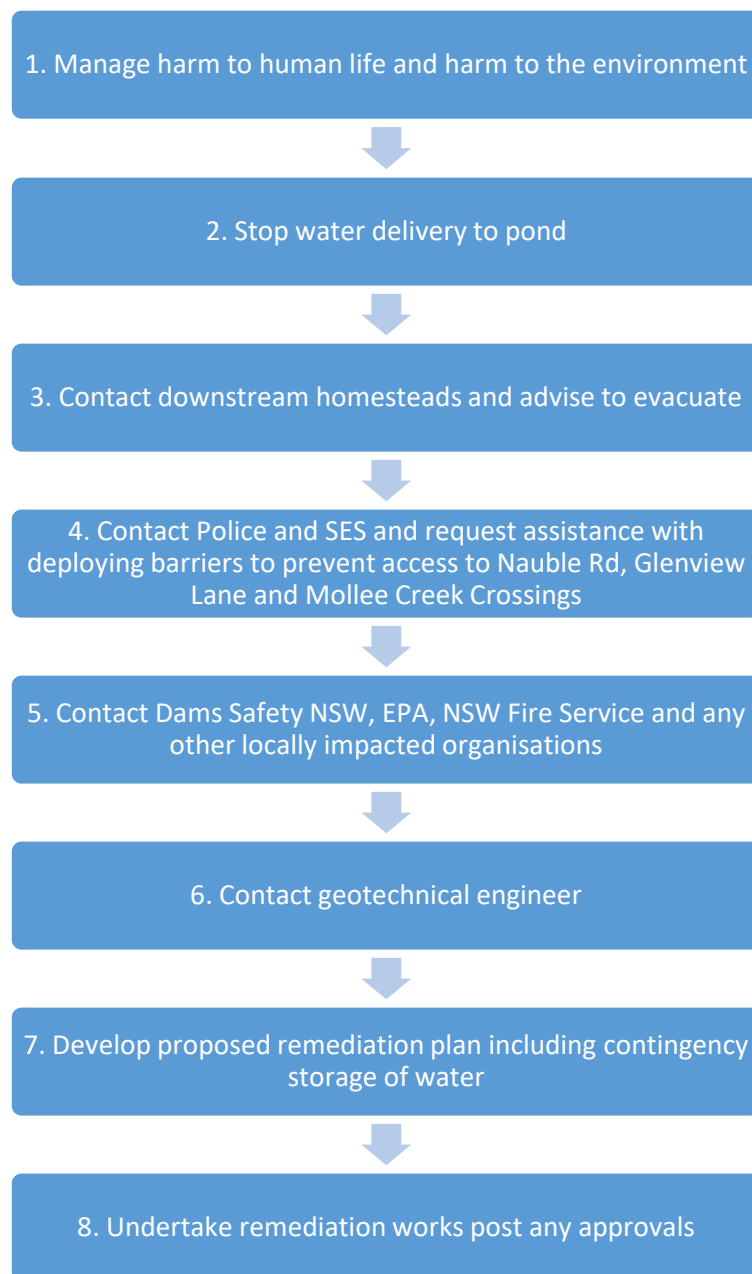 1. Manage harm to human life and harm to the environment
2. Stop water delivery to pond
3. Contact downstream homesteads and advise to evacuate
4. Contact Police and SES and request assistance with
deploying barriers to prevent access to Nauble Rd, Glenview
Lane and Mollee Creek Crossings
5. Contact Dams Safety NSW, EPA, NSW Fire Service and any
other locally impacted organisations
6. Contact geotechnical engineer
7. Develop proposed remediation plan including contingency
storage of water
8. Undertake remediation works post any approvals